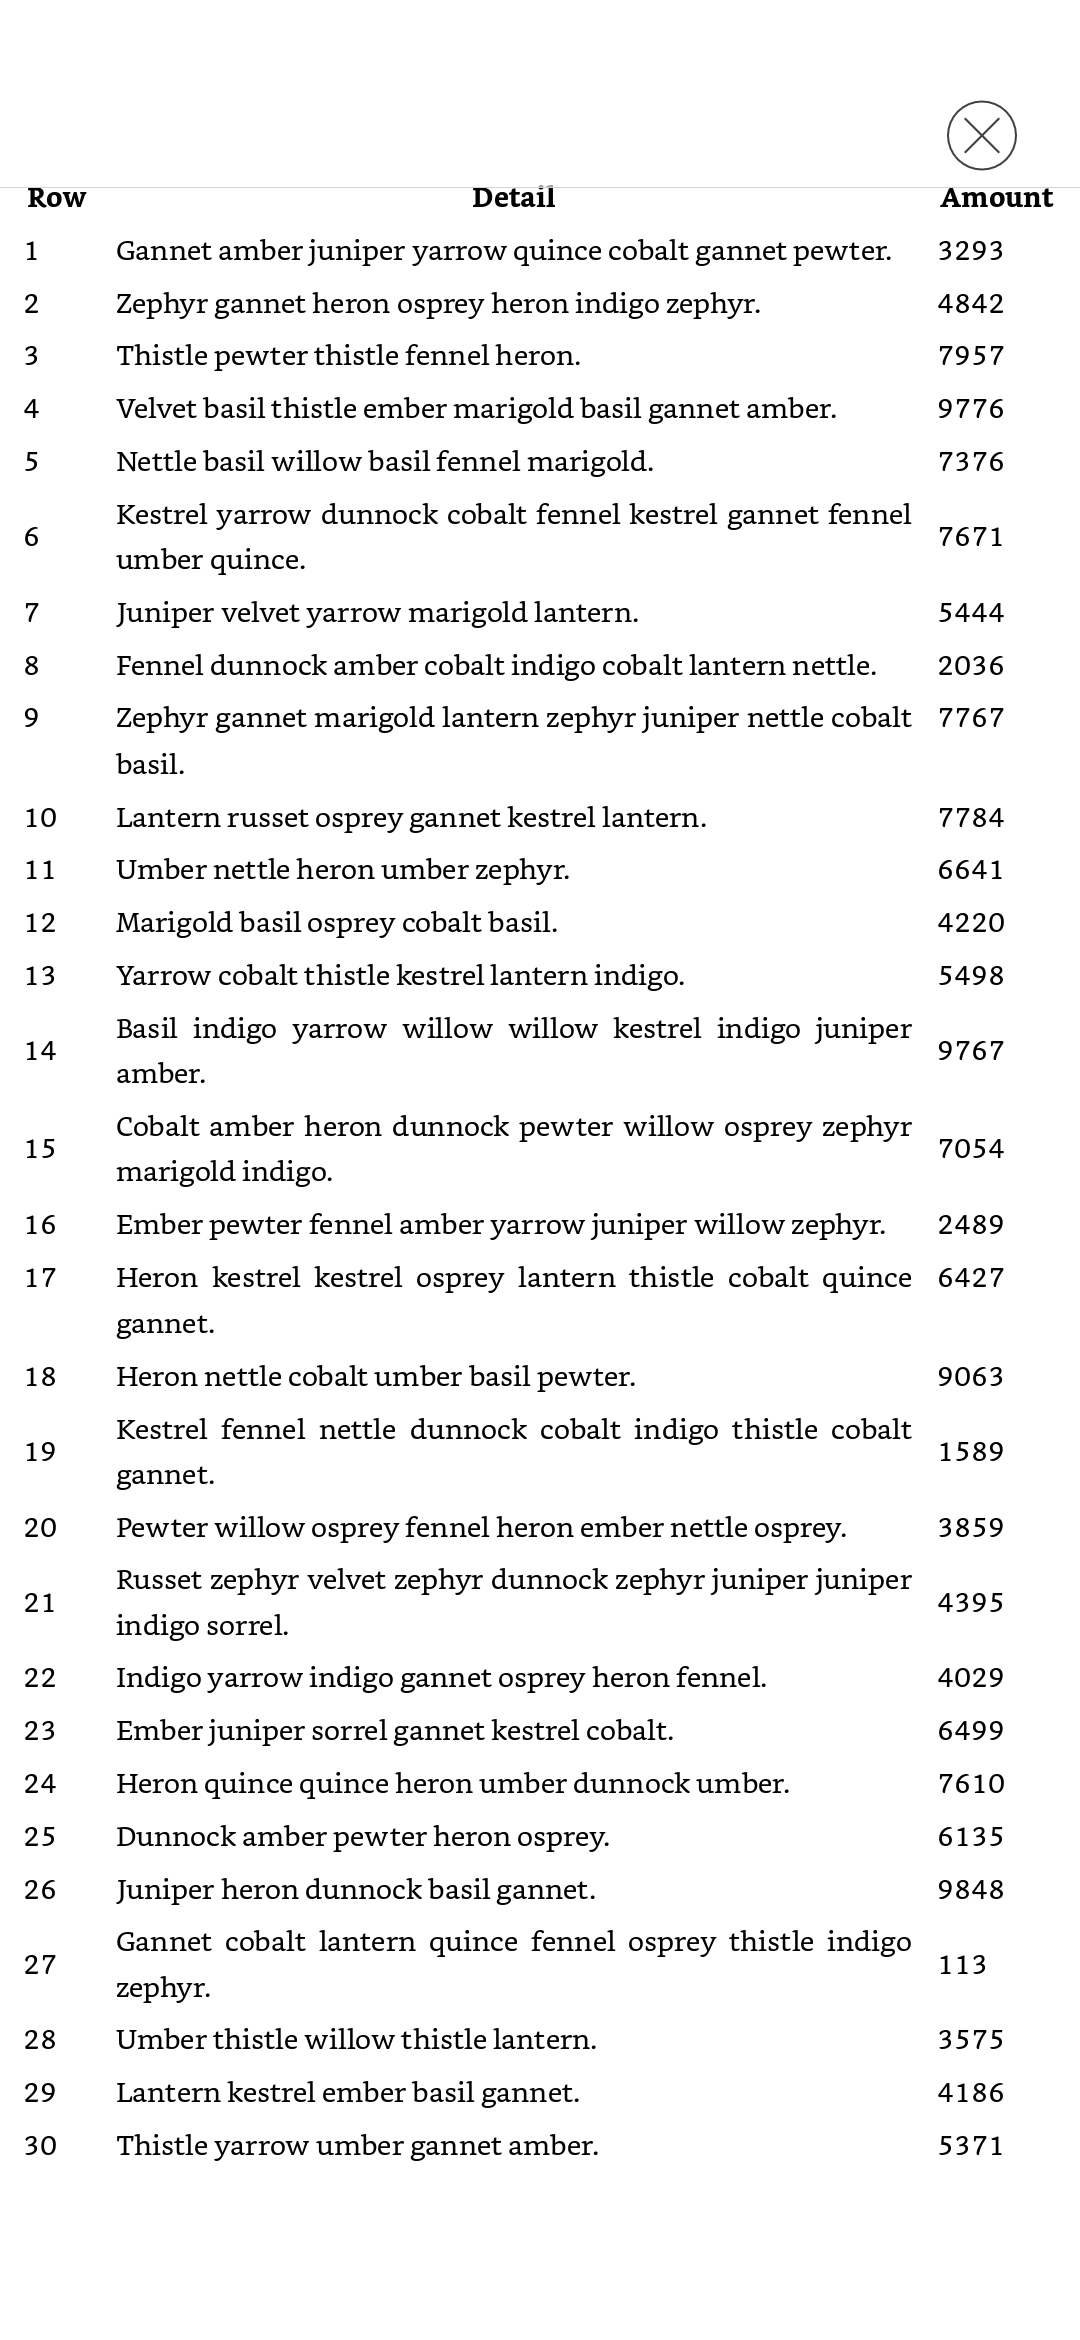 Row Detail Amount
1 Gannet amber juniper yarrow quince cobalt gannet pewter. 3293
2 Zephyr gannet heron osprey heron indigo zephyr. 4842
3 Thistle pewter thistle fennel heron. 7957
4 Velvet basil thistle ember marigold basil gannet amber. 9776
5 Nettle basil willow basil fennel marigold. 7376
6 Kestrel yarrow dunnock cobalt fennel kestrel gannet fennel 7671
umber quince.
7 Juniper velvet yarrow marigold lantern. 5444
8 Fennel dunnock amber cobalt indigo cobalt lantern nettle. 2036
9 Zephyr gannet marigold lantern zephyr juniper nettle cobalt 7767
basil.
10 Lantern russet osprey gannet kestrel lantern. 7784
11 Umber nettle heron umber zephyr. 6641
12 Marigold basil osprey cobalt basil. 4220
13 Yarrow cobalt thistle kestrel lantern indigo. 5498
14 Basil indigo yarrow willow willow kestrel indigo juniper 9767
amber.
15 Cobalt amber heron dunnock pewter willow osprey zephyr 7054
marigold indigo.
16 Ember pewter fennel amber yarrow juniper willow zephyr. 2489
17 Heron kestrel kestrel osprey lantern thistle cobalt quince 6427
gannet.
18 Heron nettle cobalt umber basil pewter. 9063
19 Kestrel fennel nettle dunnock cobalt indigo thistle cobalt 1589
gannet.
20 Pewter willow osprey fennel heron ember nettle osprey. 3859
21 Russet zephyr velvet zephyr dunnock zephyr juniper juniper 4395
indigo sorrel.
22 Indigo yarrow indigo gannet osprey heron fennel. 4029
23 Ember juniper sorrel gannet kestrel cobalt. 6499
24 Heron quince quince heron umber dunnock umber. 7610
25 Dunnock amber pewter heron osprey. 6135
26 Juniper heron dunnock basil gannet. 9848
27 Gannet cobalt lantern quince fennel osprey thistle indigo 113
zephyr.
28 Umber thistle willow thistle lantern. 3575
29 Lantern kestrel ember basil gannet. 4186
30 Thistle yarrow umber gannet amber. 5371